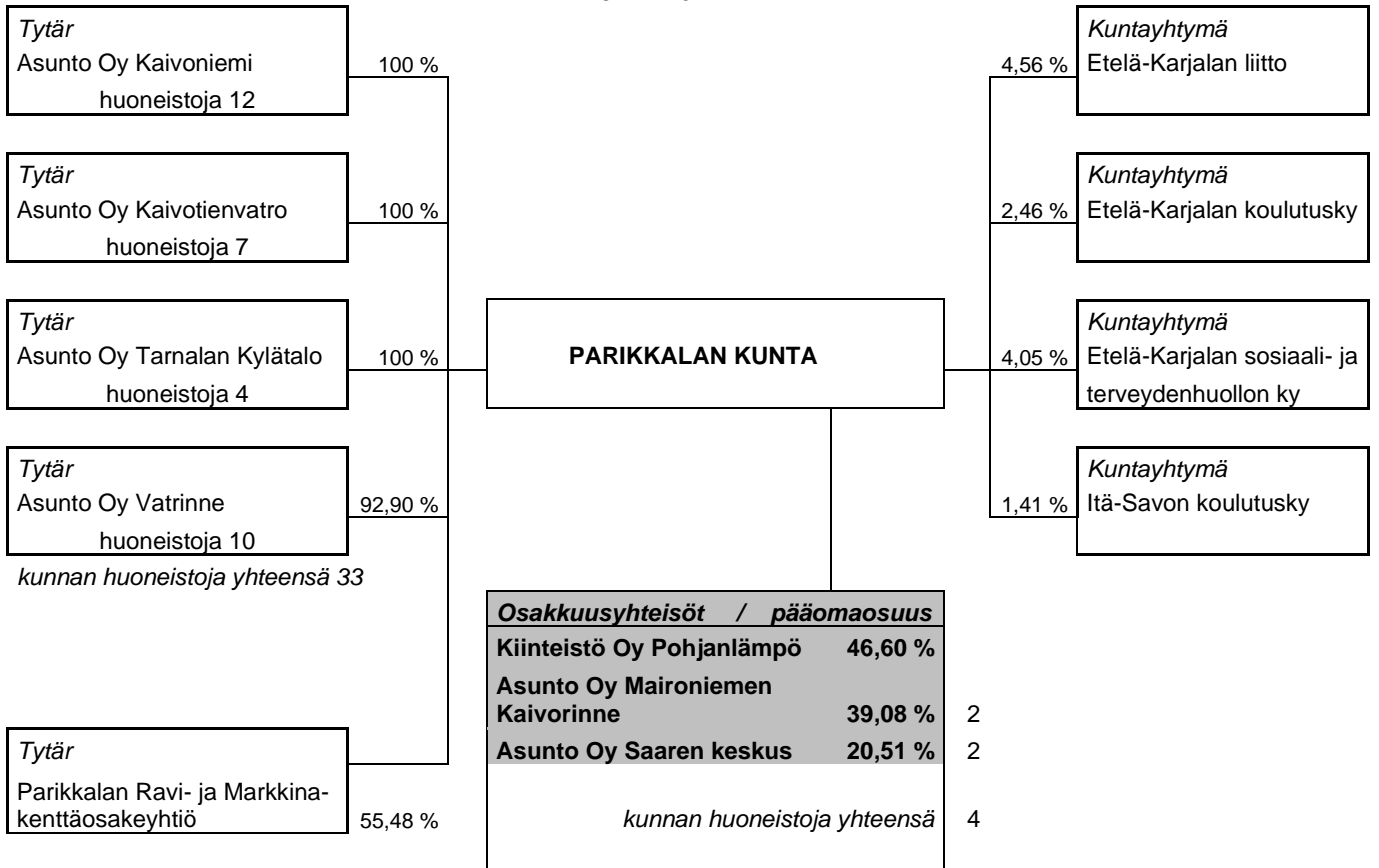 Tytär
Asunto Oy Kaivoniemi
huoneistoja 12
100 %
Tytär
Asunto Oy Kaivotienvatro
huoneistoja 7
100 %
Tytär
Asunto Oy Tarnalan Kylätalo
huoneistoja 4
100 %
Tytär
Asunto Oy Vatrinne
huoneistoja 10
92,90 %
kunnan huoneistoja yhteensä 33
Tytär
Parikkalan Ravi- ja Markkina-
kenttäosakeyhtiö
55,48 %
PARIKKALAN KUNTA
Osakkuusyhteisöt / pääomaosuus
Kiinteistö Oy Pohjanlämpö 46,60 %
Asunto Oy Maironiemen
Kaivorinne 39,08 % 2
Asunto Oy Saaren keskus 20,51 % 2
kunnan huoneistoja yhteensä 4
4,56 %
Kuntayhtymä
Etelä-Karjalan liitto
2,46 %
Kuntayhtymä
Etelä-Karjalan koulutusky
4,05 %
Kuntayhtymä
Etelä-Karjalan sosiaali- ja
terveydenhuollon ky
1,41 %
Kuntayhtymä
Itä-Savon koulutusky